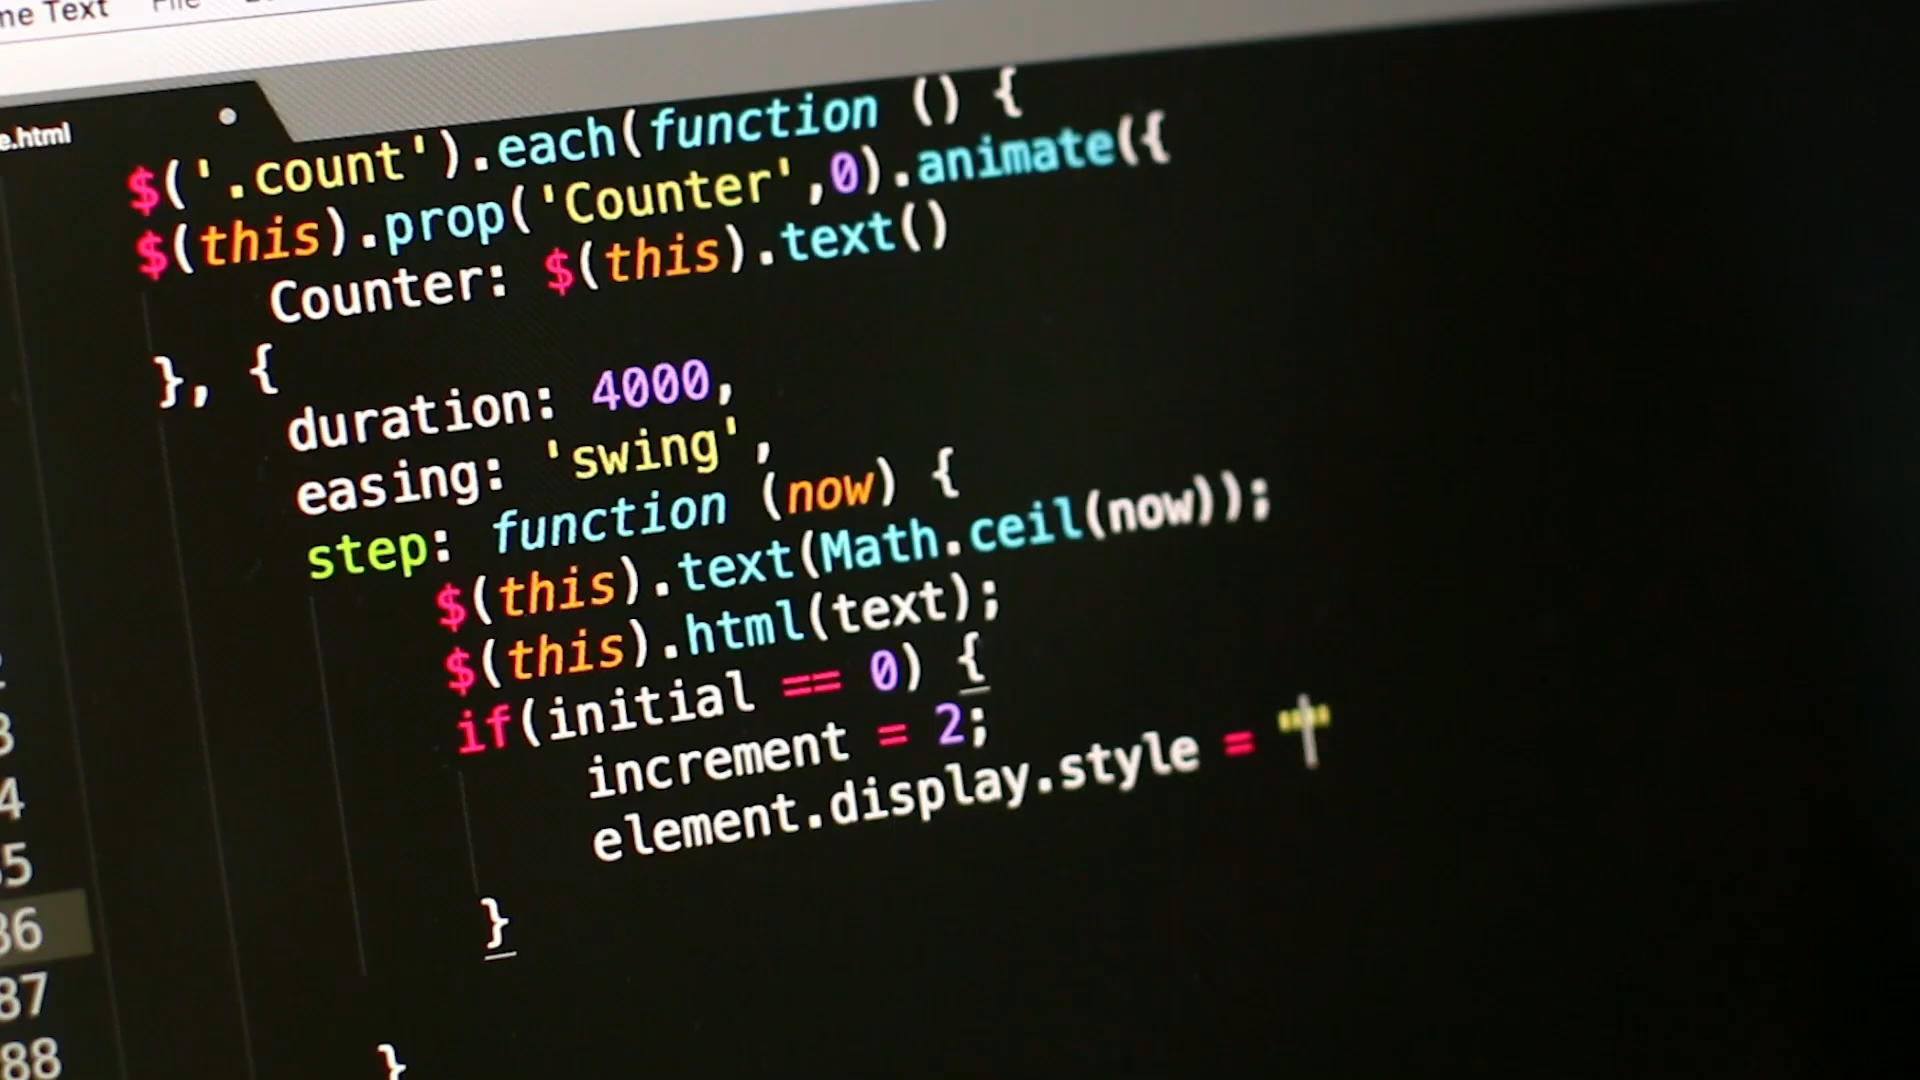 Text File
e.html
$('.count').each(function () {
$(this).prop('Counter',0).animate({
Counter: $(this).text()
}, {
duration: 4000,
easing: 'swing',
step: function (now) {
$(this).text(Math.ceil(now));
$(this).html(text);
if(initial == 0) {
3
increment = 2;
4
element.display.style = ""
5
86
}
87
88
}